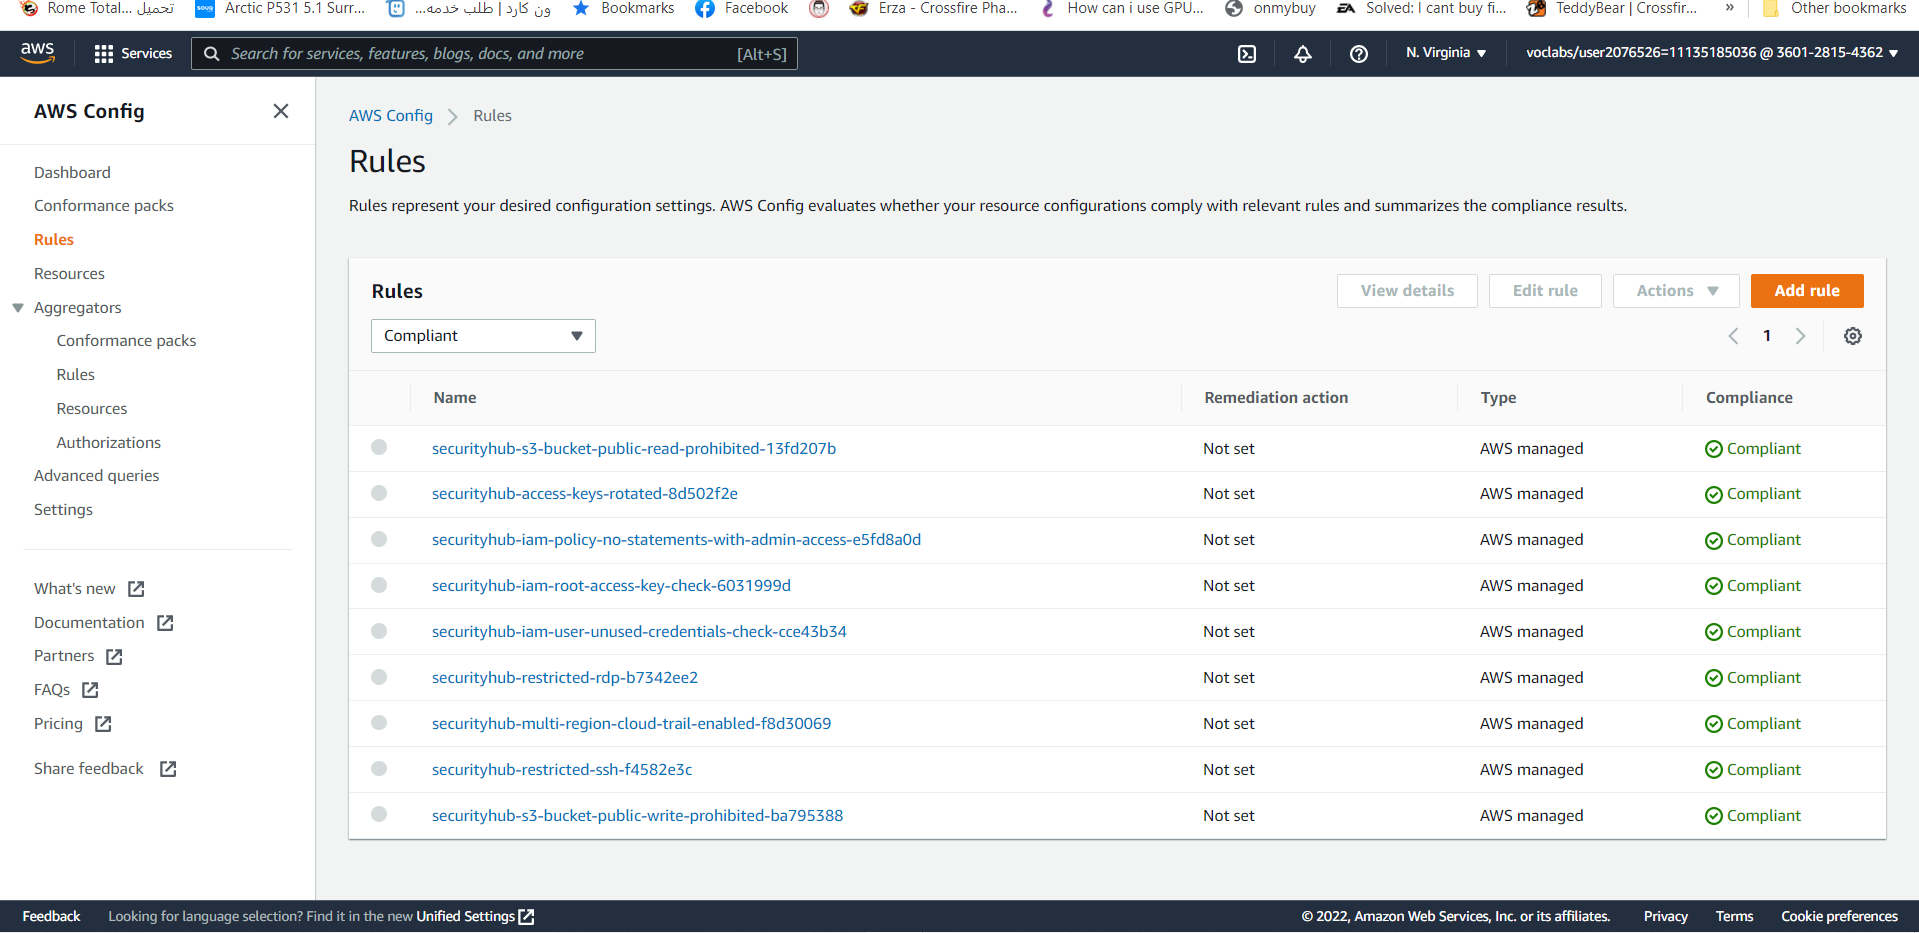 Rome Total... تحميل
Arctic P531 5.1 Surr...
ون كارد | طلب خدمه...
Bookmarks
Facebook
Erza - Crossfire Pha...
How can i use GPU...
onmybuy
Solved: I cant buy fi...
TeddyBear | Crossfir...
»
Other bookmarks
aws
Services
Search for services, features, blogs, docs, and more
[Alt+S]
N. Virginia
voclabs/user2076526=11135185036 @ 3601-2815-4362
AWS Config
Dashboard
Conformance packs
Rules
Resources
Aggregators
Conformance packs
Rules
Resources
Authorizations
Advanced queries
Settings
What's new
Documentation
Partners
FAQs
Pricing
Share feedback
AWS Config > Rules
Rules
Rules represent your desired configuration settings. AWS Config evaluates whether your resource configurations comply with relevant rules and summarizes the compliance results.
Rules
View details
Edit rule
Actions
Add rule
Compliant
1
Name Remediation action Type Compliance
securityhub-s3-bucket-public-read-prohibited-13fd207b Not set AWS managed Compliant
securityhub-access-keys-rotated-8d502f2e Not set AWS managed Compliant
securityhub-iam-policy-no-statements-with-admin-access-e5fd8a0d Not set AWS managed Compliant
securityhub-iam-root-access-key-check-6031999d Not set AWS managed Compliant
securityhub-iam-user-unused-credentials-check-cce43b34 Not set AWS managed Compliant
securityhub-restricted-rdp-b7342ee2 Not set AWS managed Compliant
securityhub-multi-region-cloud-trail-enabled-f8d30069 Not set AWS managed Compliant
securityhub-restricted-ssh-f4582e3c Not set AWS managed Compliant
securityhub-s3-bucket-public-write-prohibited-ba795388 Not set AWS managed Compliant
Feedback
Looking for language selection? Find it in the new Unified Settings
© 2022, Amazon Web Services, Inc. or its affiliates.
Privacy
Terms
Cookie preferences